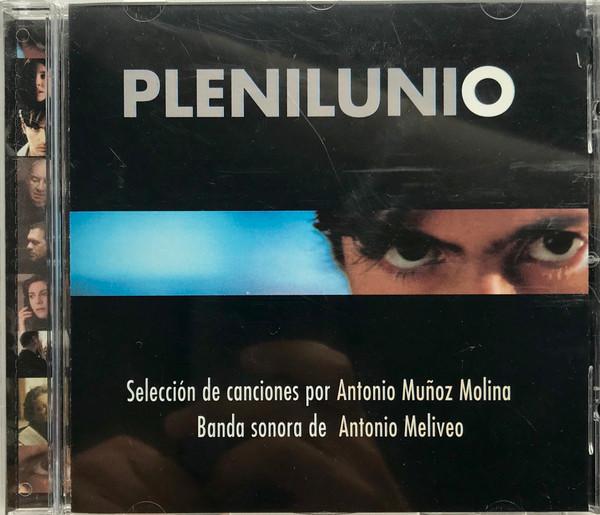 PLENILUNIO
Selección de canciones por Antonio Muñoz Molina
Banda sonora de Antonio Meliveo